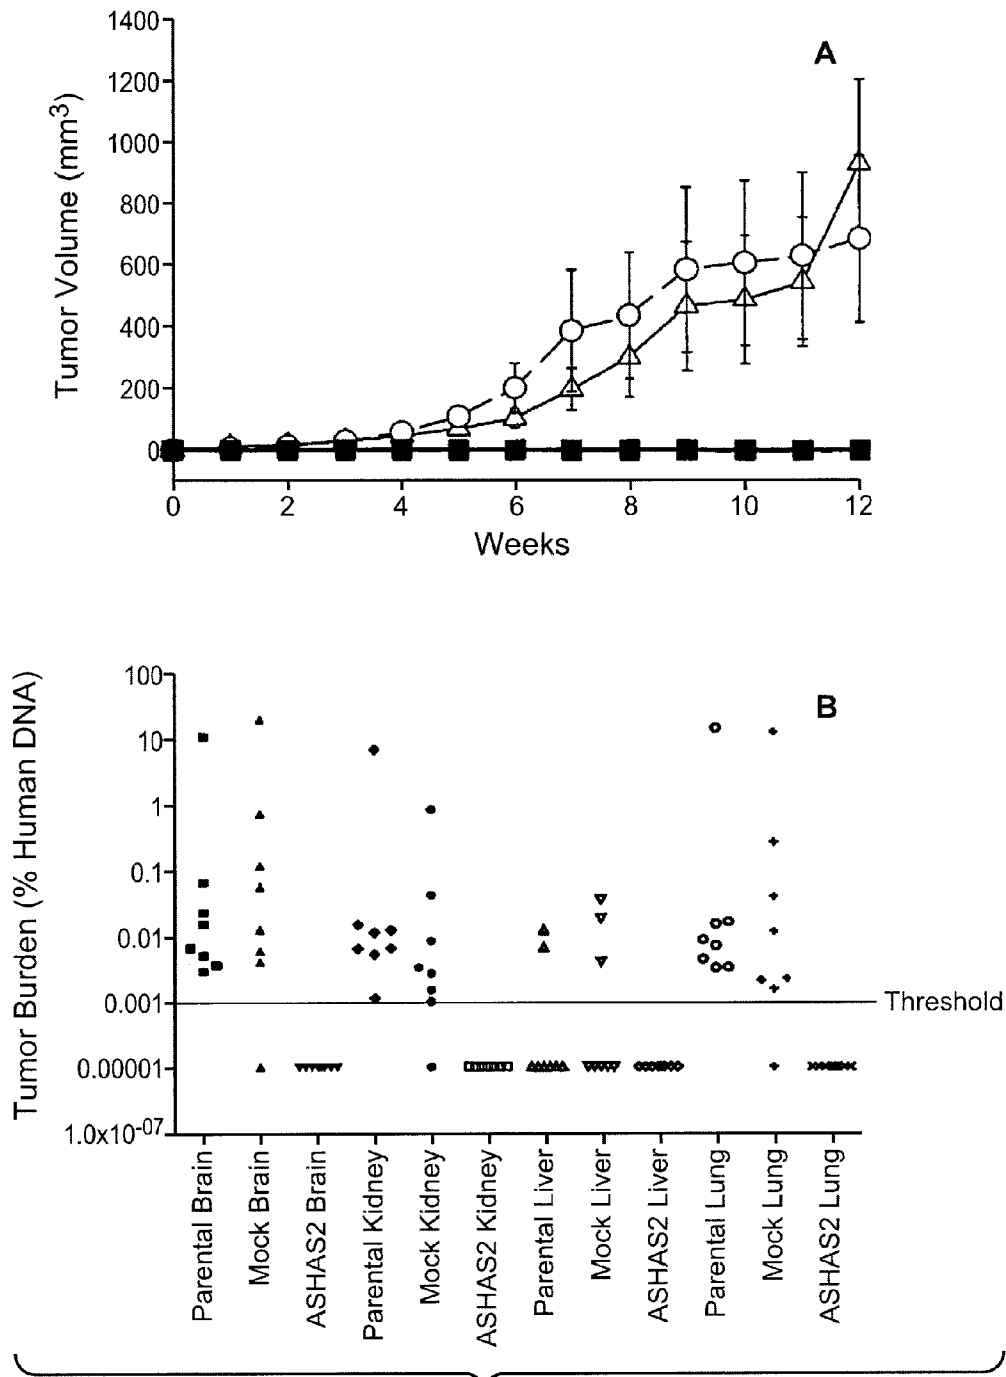 A
Tumor Volume (mm³)
1400
1200
1000
800
600
400
200
0
0 2 4 6 8 10 12
Weeks
B
Tumor Burden (% Human DNA)
100
10
1
0.1
0.01
0.001
0.00001
1.0x10⁻⁰⁷
Threshold
Parental Brain
Mock Brain
ASHAS2 Brain
Parental Kidney
Mock Kidney
ASHAS2 Kidney
Parental Liver
Mock Liver
ASHAS2 Liver
Parental Lung
Mock Lung
ASHAS2 Lung